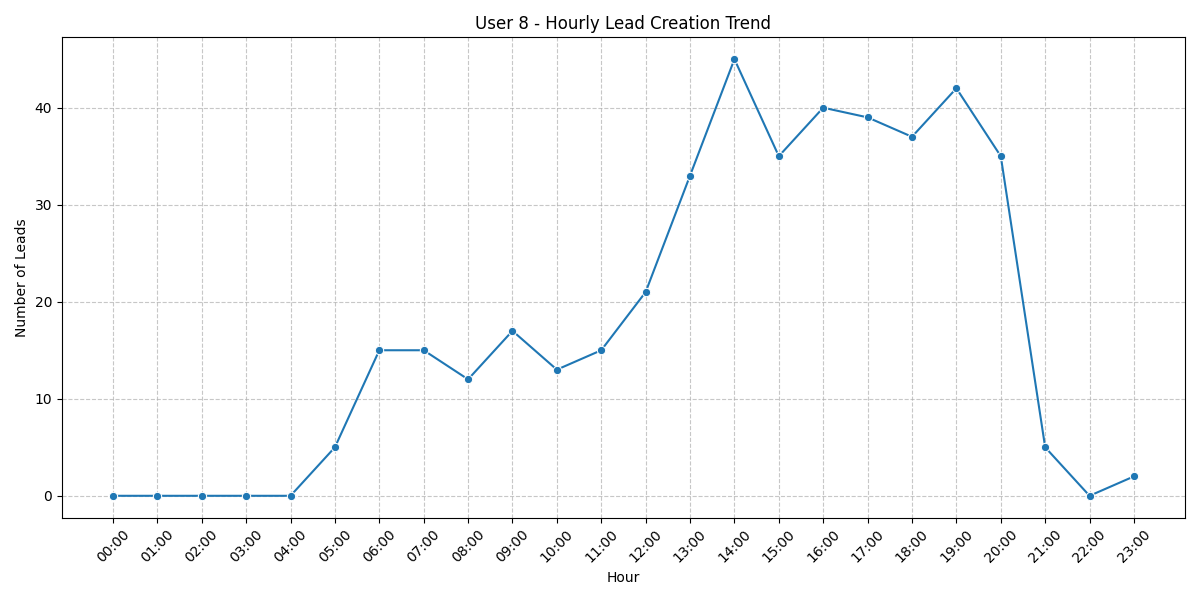 User 8 - Hourly Lead Creation Trend
Number of Leads
40
30
20
10
0
00:00 01:00 02:00 03:00 04:00 05:00 06:00 07:00 08:00 09:00 10:00 11:00 12:00 13:00 14:00 15:00 16:00 17:00 18:00 19:00 20:00 21:00 22:00 23:00
Hour